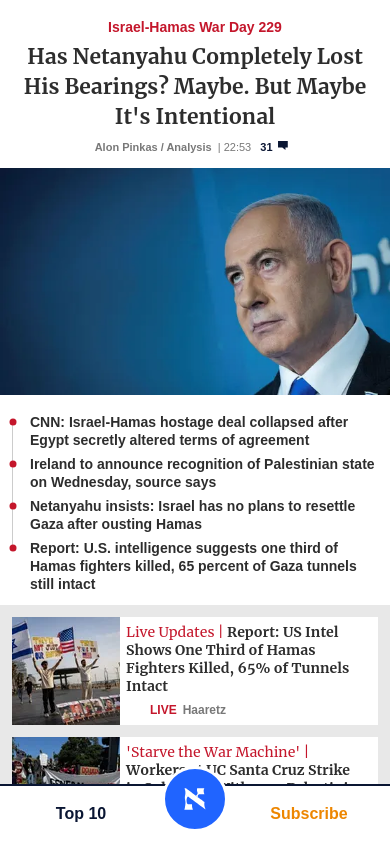 Israel-Hamas War Day 229
Has Netanyahu Completely Lost
His Bearings? Maybe. But Maybe
It's Intentional
Alon Pinkas / Analysis | 22:53 31
CNN: Israel-Hamas hostage deal collapsed after
Egypt secretly altered terms of agreement
Ireland to announce recognition of Palestinian state
on Wednesday, source says
Netanyahu insists: Israel has no plans to resettle
Gaza after ousting Hamas
Report: U.S. intelligence suggests one third of
Hamas fighters killed, 65 percent of Gaza tunnels
still intact
Live Updates | Report: US Intel
Shows One Third of Hamas
Fighters Killed, 65% of Tunnels
Intact
LIVE Haaretz
'Starve the War Machine' |
UC Santa Cruz Strike
Top 10
Subscribe